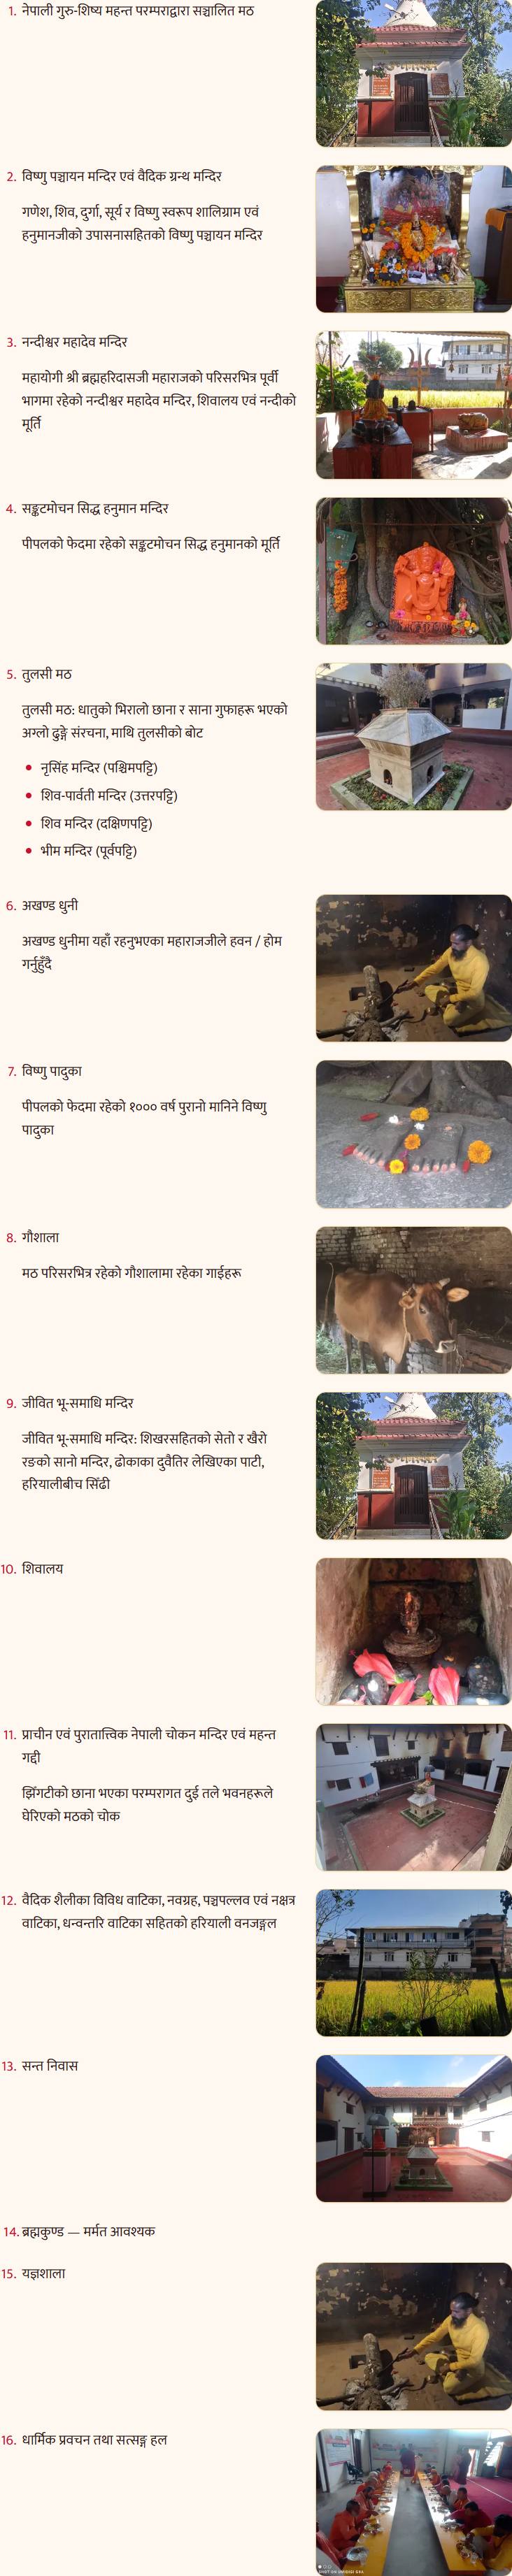 1. नेपाली गुरु-शिष्य महन्त परम्पराद्वारा सञ्चालित मठ
2. विष्णु पञ्चायन मन्दिर एवं वैदिक ग्रन्थ मन्दिर
गणेश, शिव, दुर्गा, सूर्य र विष्णु स्वरूप शालिग्राम एवं
हनुमानजीको उपासनासहितको विष्णु पञ्चायन मन्दिर
3. नन्दीश्वर महादेव मन्दिर
महायोगी श्री ब्रह्महरिदासजी महाराजको परिसरभित्र पूर्वी
भागमा रहेको नन्दीश्वर महादेव मन्दिर, शिवालय एवं नन्दीको
मूर्ति
4. सङ्कटमोचन सिद्ध हनुमान मन्दिर
पीपलको फेदमा रहेको सङ्कटमोचन सिद्ध हनुमानको मूर्ति
5. तुलसी मठ
तुलसी मठ: धातुको भिरालो छाना र साना गुफाहरू भएको
अग्लो ढुङ्गे संरचना, माथि तुलसीको बोट
• नृसिंह मन्दिर (पश्चिमपट्टि)
• शिव-पार्वती मन्दिर (उत्तरपट्टि)
• शिव मन्दिर (दक्षिणपट्टि)
• भीम मन्दिर (पूर्वपट्टि)
6. अखण्ड धुनी
अखण्ड धुनीमा यहाँ रहनुभएका महाराजजीले हवन / होम
गर्नुहुँदै
7. विष्णु पादुका
पीपलको फेदमा रहेको १००० वर्ष पुरानो मानिने विष्णु
पादुका
8. गौशाला
मठ परिसरभित्र रहेको गौशालामा रहेका गाईहरू
9. जीवित भू-समाधि मन्दिर
जीवित भू-समाधि मन्दिर: शिखरसहितको सेतो र खैरो
रङको सानो मन्दिर, ढोकाका दुवैतिर लेखिएका पाटी,
हरियालीबीच सिँढी
10. शिवालय
11. प्राचीन एवं पुरातात्त्विक नेपाली चोकन मन्दिर एवं महन्त
गद्दी
झिँगटीको छाना भएका परम्परागत दुई तले भवनहरूले
घेरिएको मठको चोक
12. वैदिक शैलीका विविध वाटिका, नवग्रह, पञ्चपल्लव एवं नक्षत्र
वाटिका, धन्वन्तरि वाटिका सहितको हरियाली वनजङ्गल
13. सन्त निवास
14. ब्रह्मकुण्ड — मर्मत आवश्यक
15. यज्ञशाला
16. धार्मिक प्रवचन तथा सत्सङ्ग हल